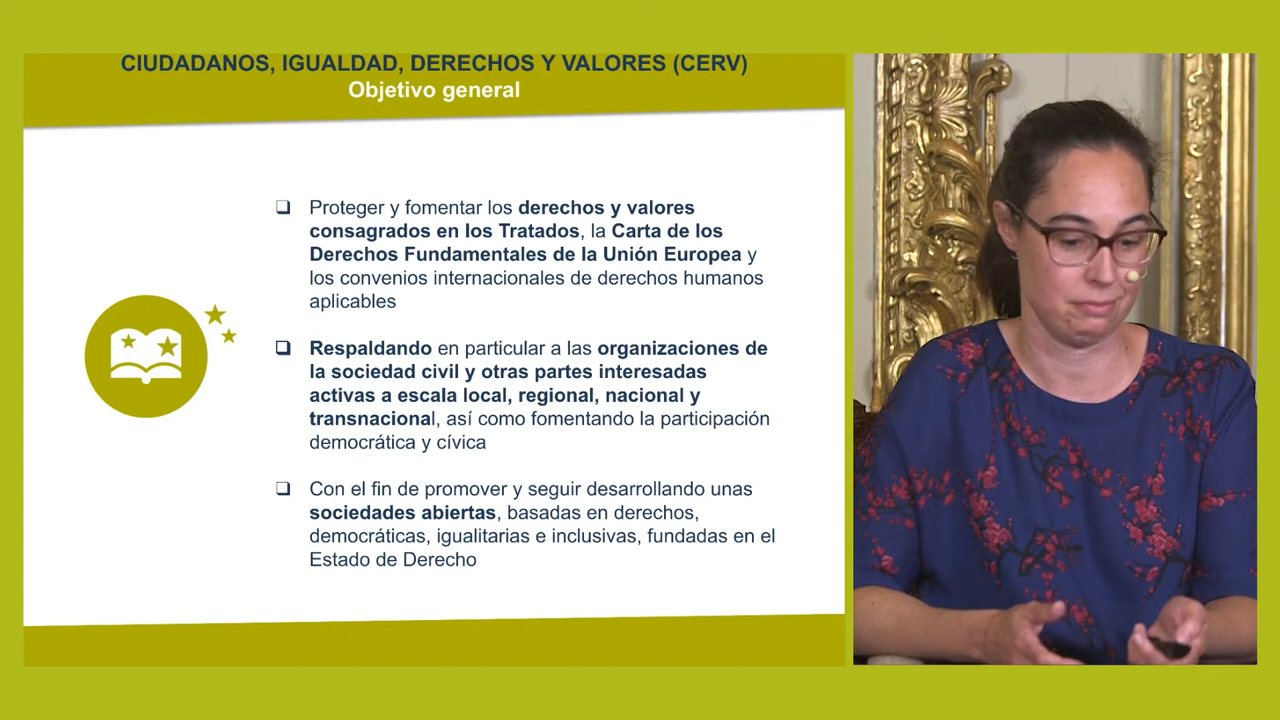 CIUDADANOS, IGUALDAD, DERECHOS Y VALORES (CERV)
Objetivo general
❑ Proteger y fomentar los derechos y valores
consagrados en los Tratados, la Carta de los
Derechos Fundamentales de la Unión Europea y
los convenios internacionales de derechos humanos
aplicables
❑ Respaldando en particular a las organizaciones de
la sociedad civil y otras partes interesadas
activas a escala local, regional, nacional y
transnacional, así como fomentando la participación
democrática y cívica
❑ Con el fin de promover y seguir desarrollando unas
sociedades abiertas, basadas en derechos,
democráticas, igualitarias e inclusivas, fundadas en el
Estado de Derecho